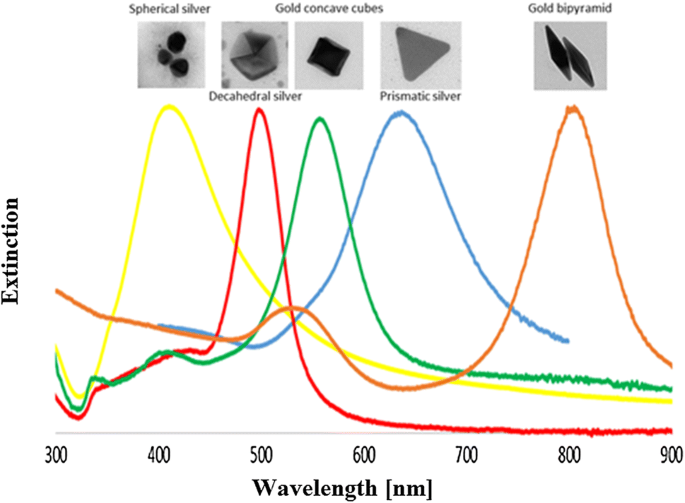 Spherical silver
Gold concave cubes
Gold bipyramid
Decahedral silver
Prismatic silver
Extinction
300 400 500 600 700 800 900
Wavelength [nm]